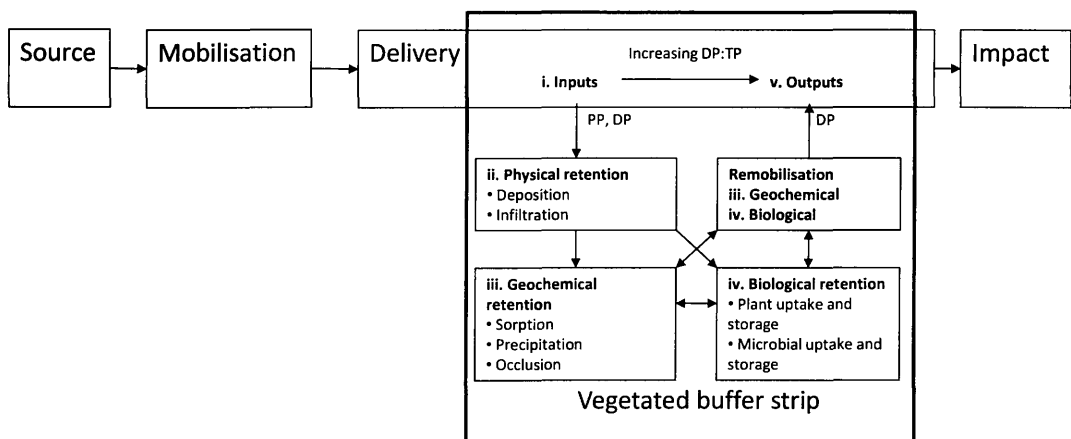 Source
Mobilisation
Delivery
Increasing DP:TP
i. Inputs
v. Outputs
Impact
PP, DP
DP
ii. Physical retention
• Deposition
• Infiltration
Remobilisation
iii. Geochemical
iv. Biological
iii. Geochemical
retention
• Sorption
• Precipitation
• Occlusion
iv. Biological retention
• Plant uptake and
storage
• Microbial uptake and
storage
Vegetated buffer strip